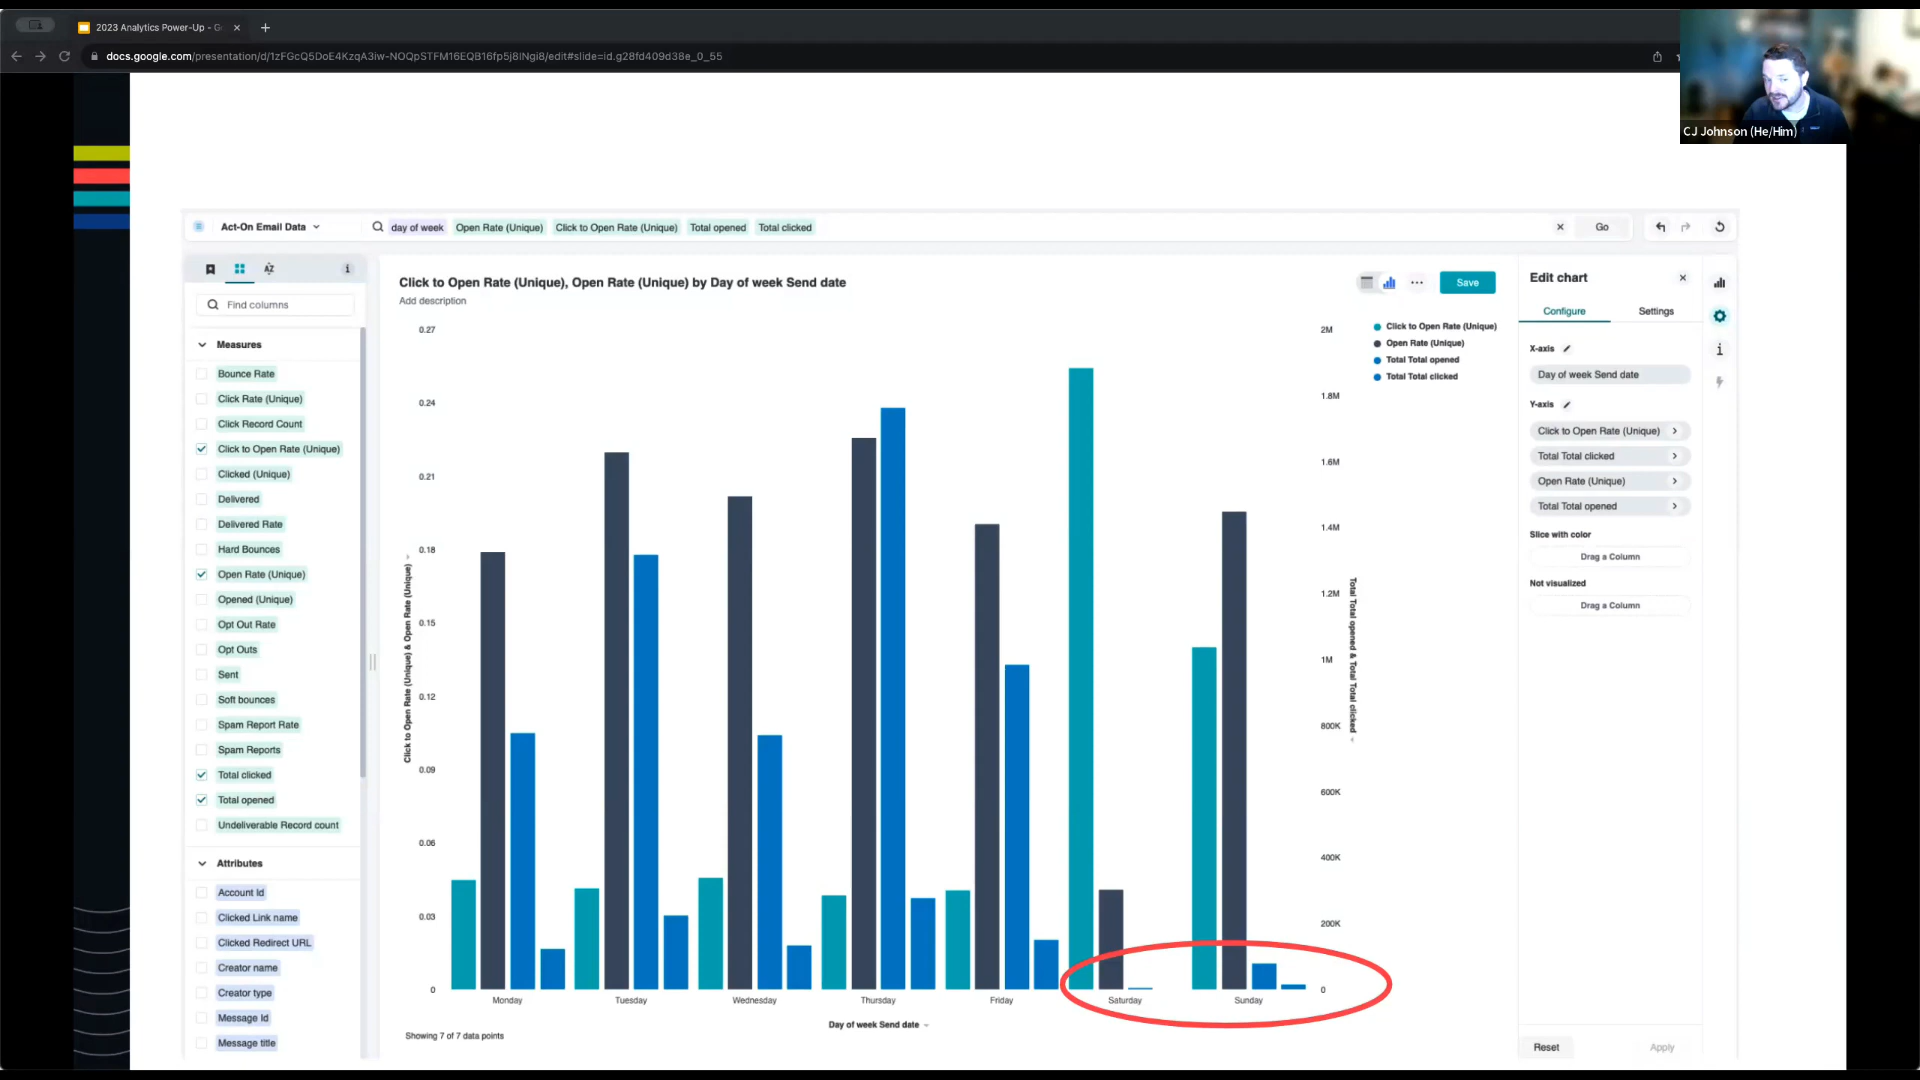 2023 Analytics Power-Up - Go
docs.google.com/presentation/d/1zFGcQ5DoE4KzqA3iw-NOQpSTFM16EQB16fp5j8INgi8/edit#slide=id.g28fd409d38e_0_55
CJ Johnson (He/Him)
Act-On Email Data
day of week Open Rate (Unique) Click to Open Rate (Unique) Total opened Total clicked
Go
Find columns
Measures
Bounce Rate
Click Rate (Unique)
Click Record Count
Click to Open Rate (Unique)
Clicked (Unique)
Delivered
Delivered Rate
Hard Bounces
Open Rate (Unique)
Opened (Unique)
Opt Out Rate
Opt Outs
Sent
Soft bounces
Spam Report Rate
Spam Reports
Total clicked
Total opened
Undeliverable Record count
Attributes
Account Id
Clicked Link name
Clicked Redirect URL
Creator name
Creator type
Message Id
Message title
Click to Open Rate (Unique), Open Rate (Unique) by Day of week Send date
Add description
Save
Click to Open Rate (Unique)
Open Rate (Unique)
Total Total opened
Total Total clicked
0.27
0.24
0.21
0.18
0.15
0.12
0.09
0.06
0.03
0
Click to Open Rate (Unique) & Open Rate (Unique)
2M
1.8M
1.6M
1.4M
1.2M
1M
800K
600K
400K
200K
0
Total Total opened & Total Total clicked
Monday Tuesday Wednesday Thursday Friday Saturday Sunday
Day of week Send date
Showing 7 of 7 data points
Edit chart
Configure Settings
X-axis
Day of week Send date
Y-axis
Click to Open Rate (Unique)
Total Total clicked
Open Rate (Unique)
Total Total opened
Slice with color
Drag a Column
Not visualized
Drag a Column
Reset Apply